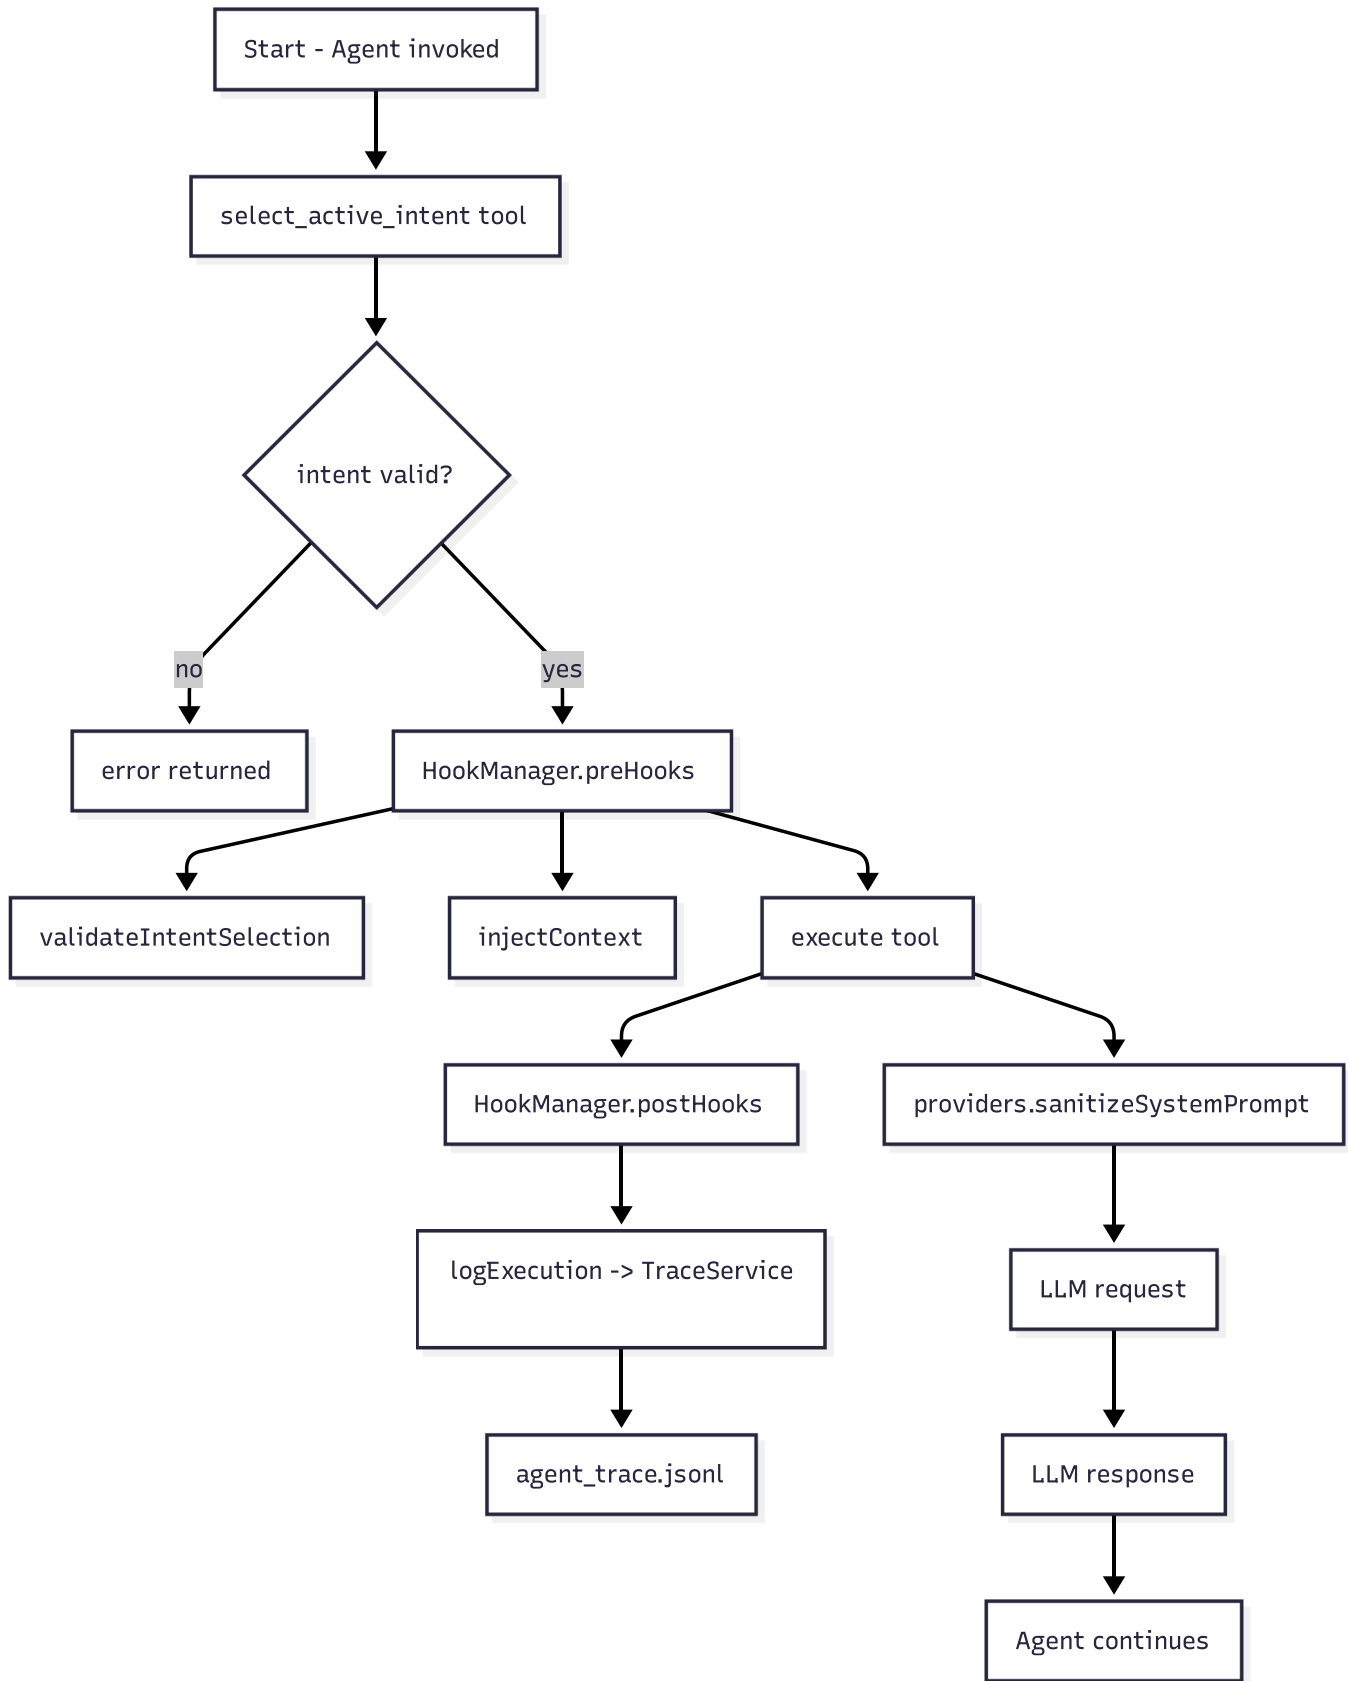 Start - Agent invoked
select_active_intent tool
intent valid?
no
yes
error returned
HookManager.preHooks
validateIntentSelection
injectContext
execute tool
HookManager.postHooks
providers.sanitizeSystemPrompt
logExecution -> TraceService
LLM request
agent_trace.jsonl
LLM response
Agent continues